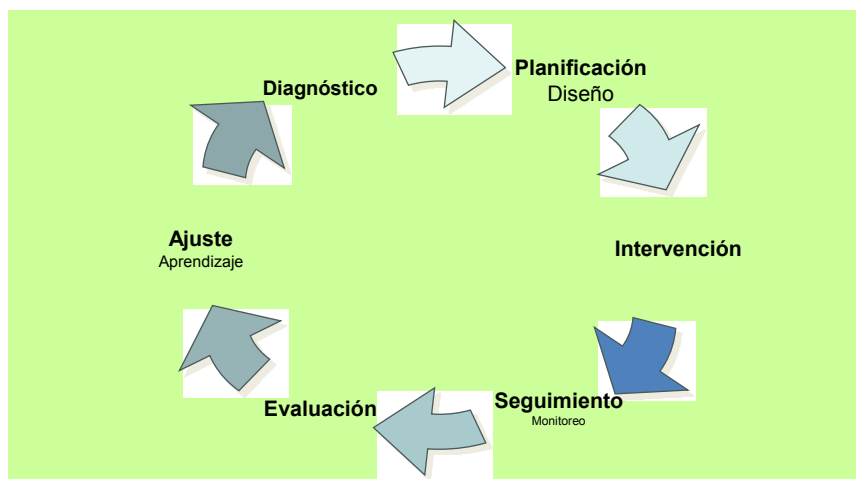 Diagnóstico
Planificación
Diseño
Intervención
Seguimiento
Monitoreo
Evaluación
Ajuste
Aprendizaje